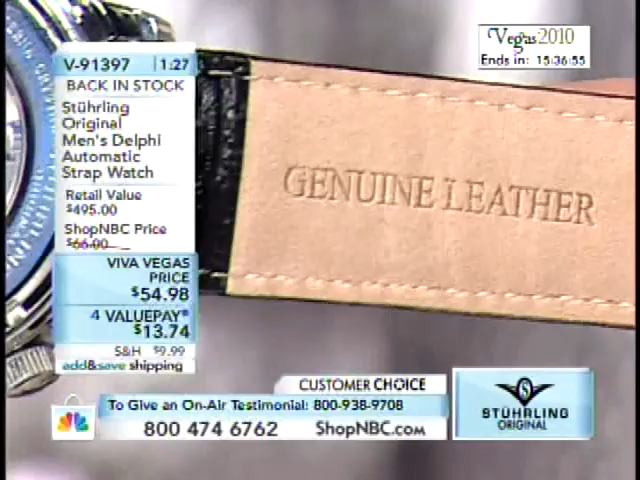 V-91397 1:27
BACK IN STOCK
Stührling
Original
Men's Delphi
Automatic
Strap Watch
Retail Value
$495.00
ShopNBC Price
$66.00
VIVA VEGAS
PRICE
$54.98
4 VALUEPAY®
$13.74
S&H $9.99
add&save shipping
Vegas2010
Ends in: 15:36:55
GENUINE LEATHER
CUSTOMER CHOICE
To Give an On-Air Testimonial: 800-938-9708
800 474 6762 ShopNBC.com
S
STÜHRLING
ORIGINAL